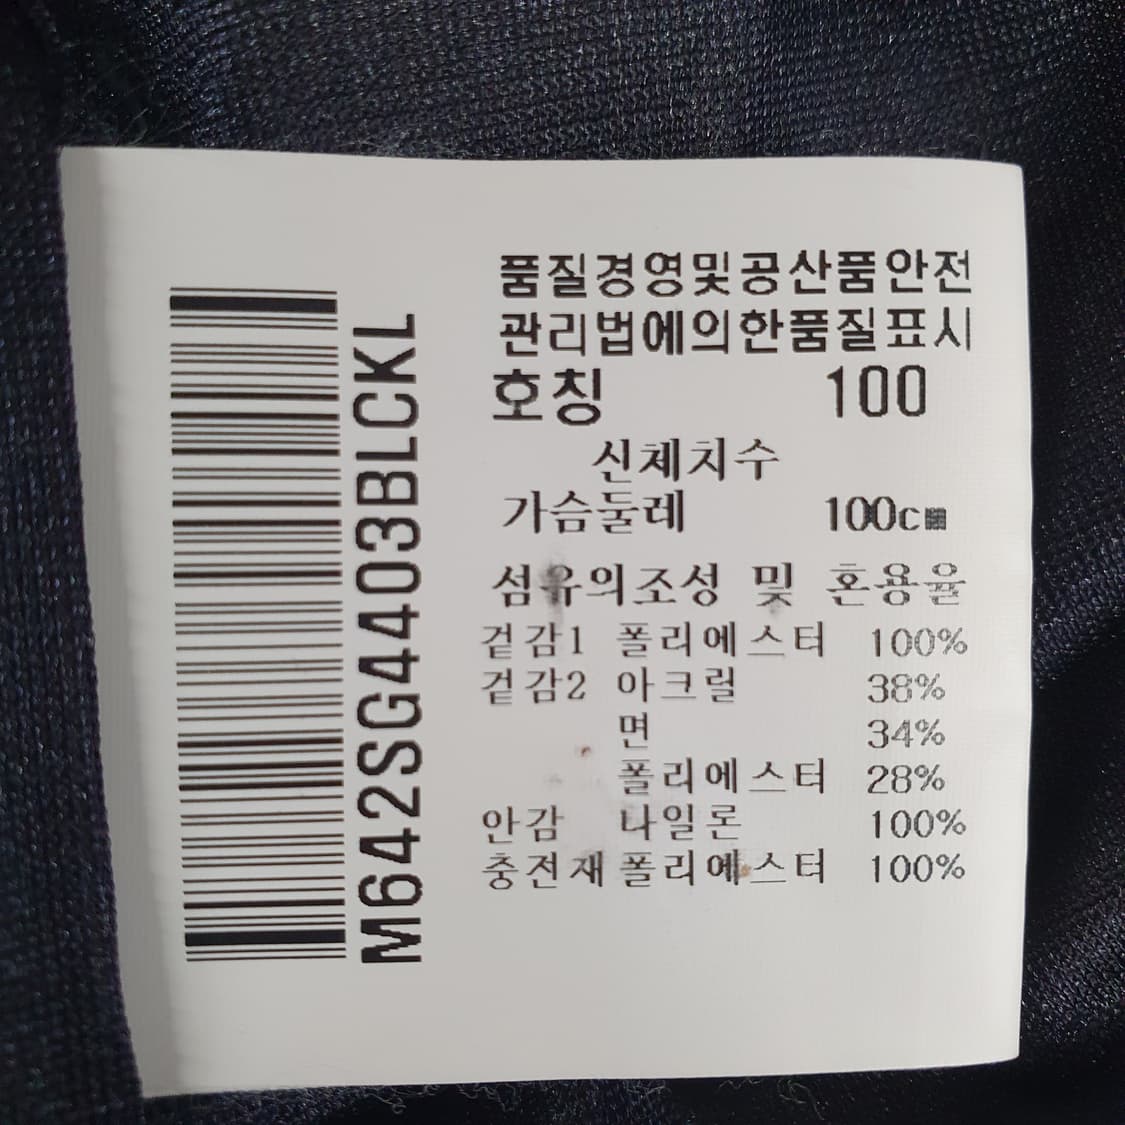 품질경영및공산품안전
관리법에의한품질표시
호칭 100
신체치수
가슴둘레 100cm
섬유의조성 및 혼용율
겉감1 폴리에스터 100%
겉감2 아크릴 38%
면 34%
폴리에스터 28%
안감 나일론 100%
충전재 폴리에스터 100%
M642SG4403BLCKL